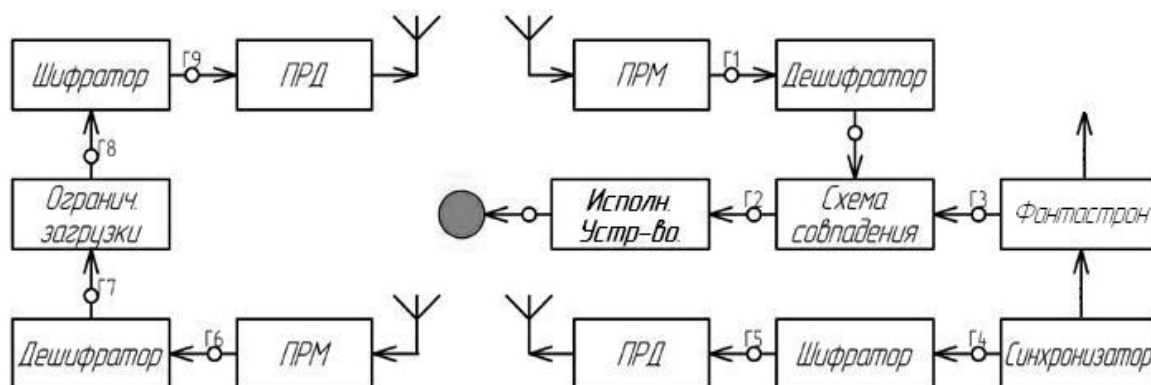 Шифратор
Г9
ПРД
ПРМ
Г1
Дешифратор
Г8
Огранич.
загрузки
Исполн.
Устр-во.
Г2
Схема
совпадения
Г3
Фантастрон
Г7
Дешифратор
Г6
ПРМ
ПРД
Г5
Шифратор
Г4
Синхронизатор